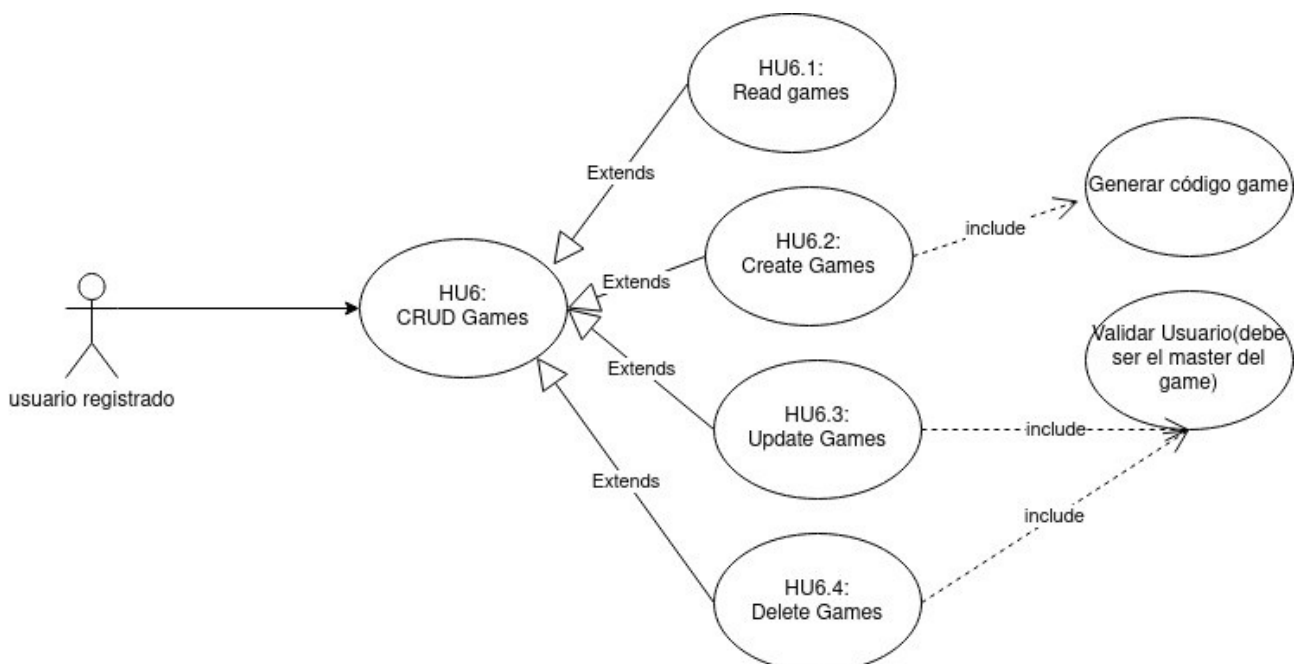 HU6.1:
Read games
Extends
Generar código game
HU6.2:
Create Games
include
Extends
HU6:
CRUD Games
usuario registrado
Validar Usuario(debe
ser el master del
game)
Extends
HU6.3:
Update Games
include
Extends
include
HU6.4:
Delete Games